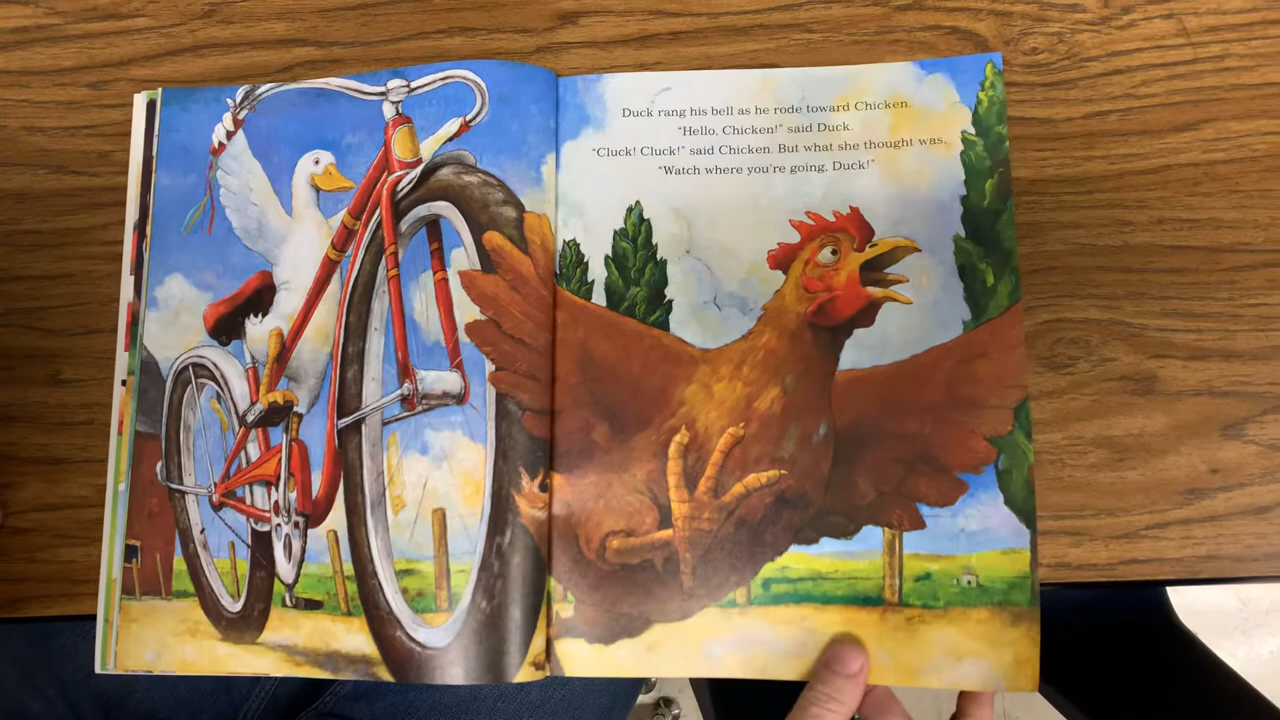 Duck rang his bell as he rode toward Chicken.
“Hello, Chicken!” said Duck.
“Cluck! Cluck!” said Chicken. But what she thought was,
“Watch where you’re going, Duck!”